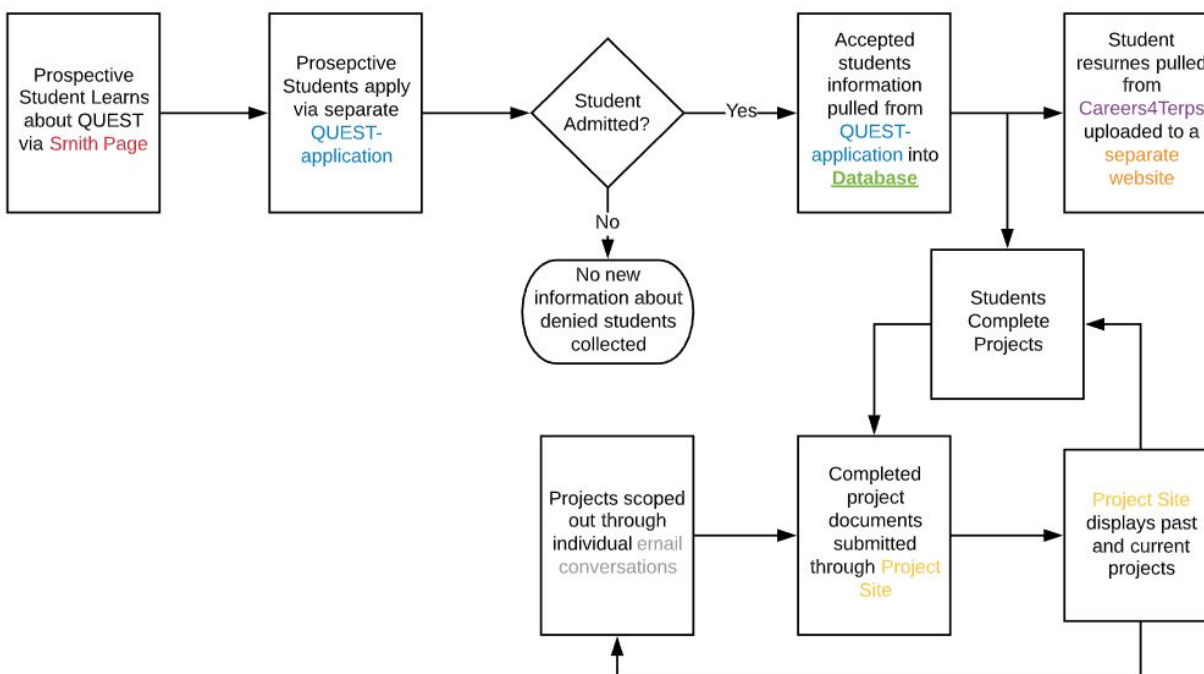 Prospective
Student Learns
about QUEST
via Smith Page
Prosepctive
Students apply
via separate
QUEST-
application
Student
Admitted?
Yes
No
No new
information about
denied students
collected
Accepted
students
information
pulled from
QUEST-
application into
Database
Student
resumes pulled
from
Careers4Terps
uploaded to a
separate
website
Students
Complete
Projects
Projects scoped
out through
individual email
conversations
Completed
project
documents
submitted
through Project
Site
Project Site
displays past
and current
projects